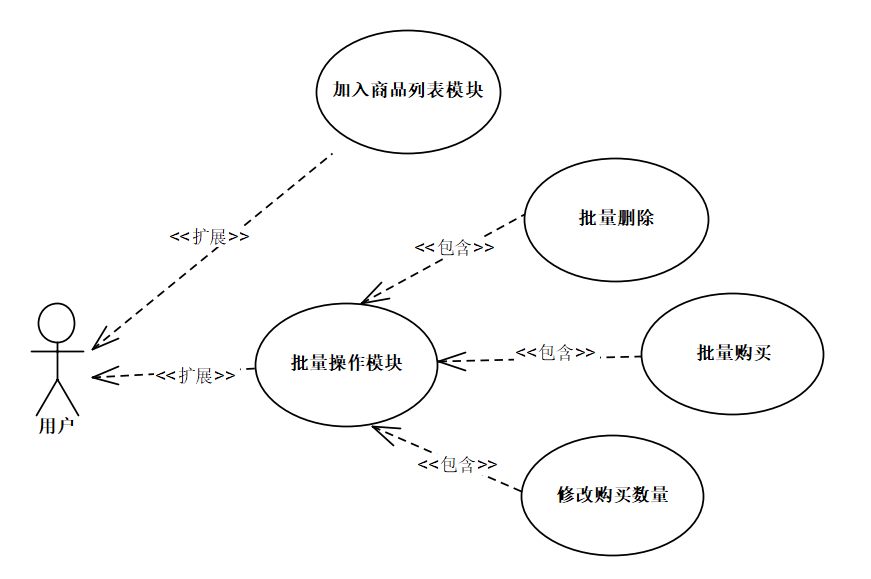 加入商品列表模块
批量删除
<<扩展>>
<<包含>>
批量操作模块
<<包含>>
批量购买
<<扩展>>
用户
<<包含>>
修改购买数量